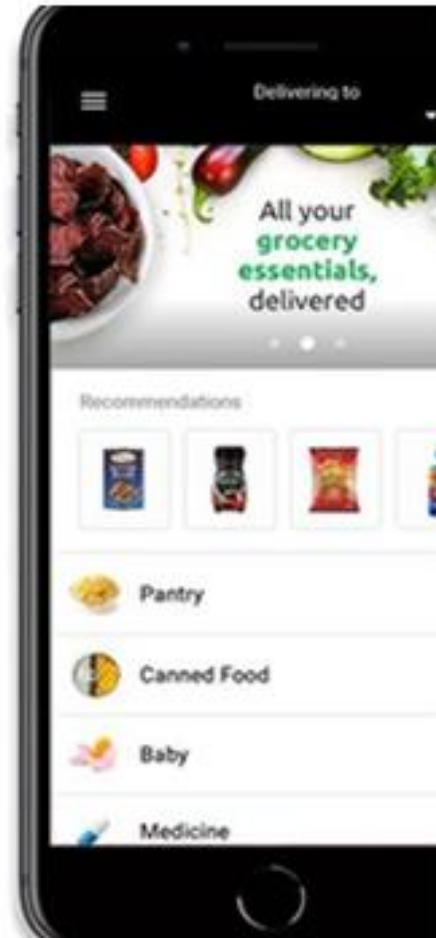 Delivering to
All your
grocery
essentials,
delivered
Recommendations
Pantry
Canned Food
Baby
Medicine